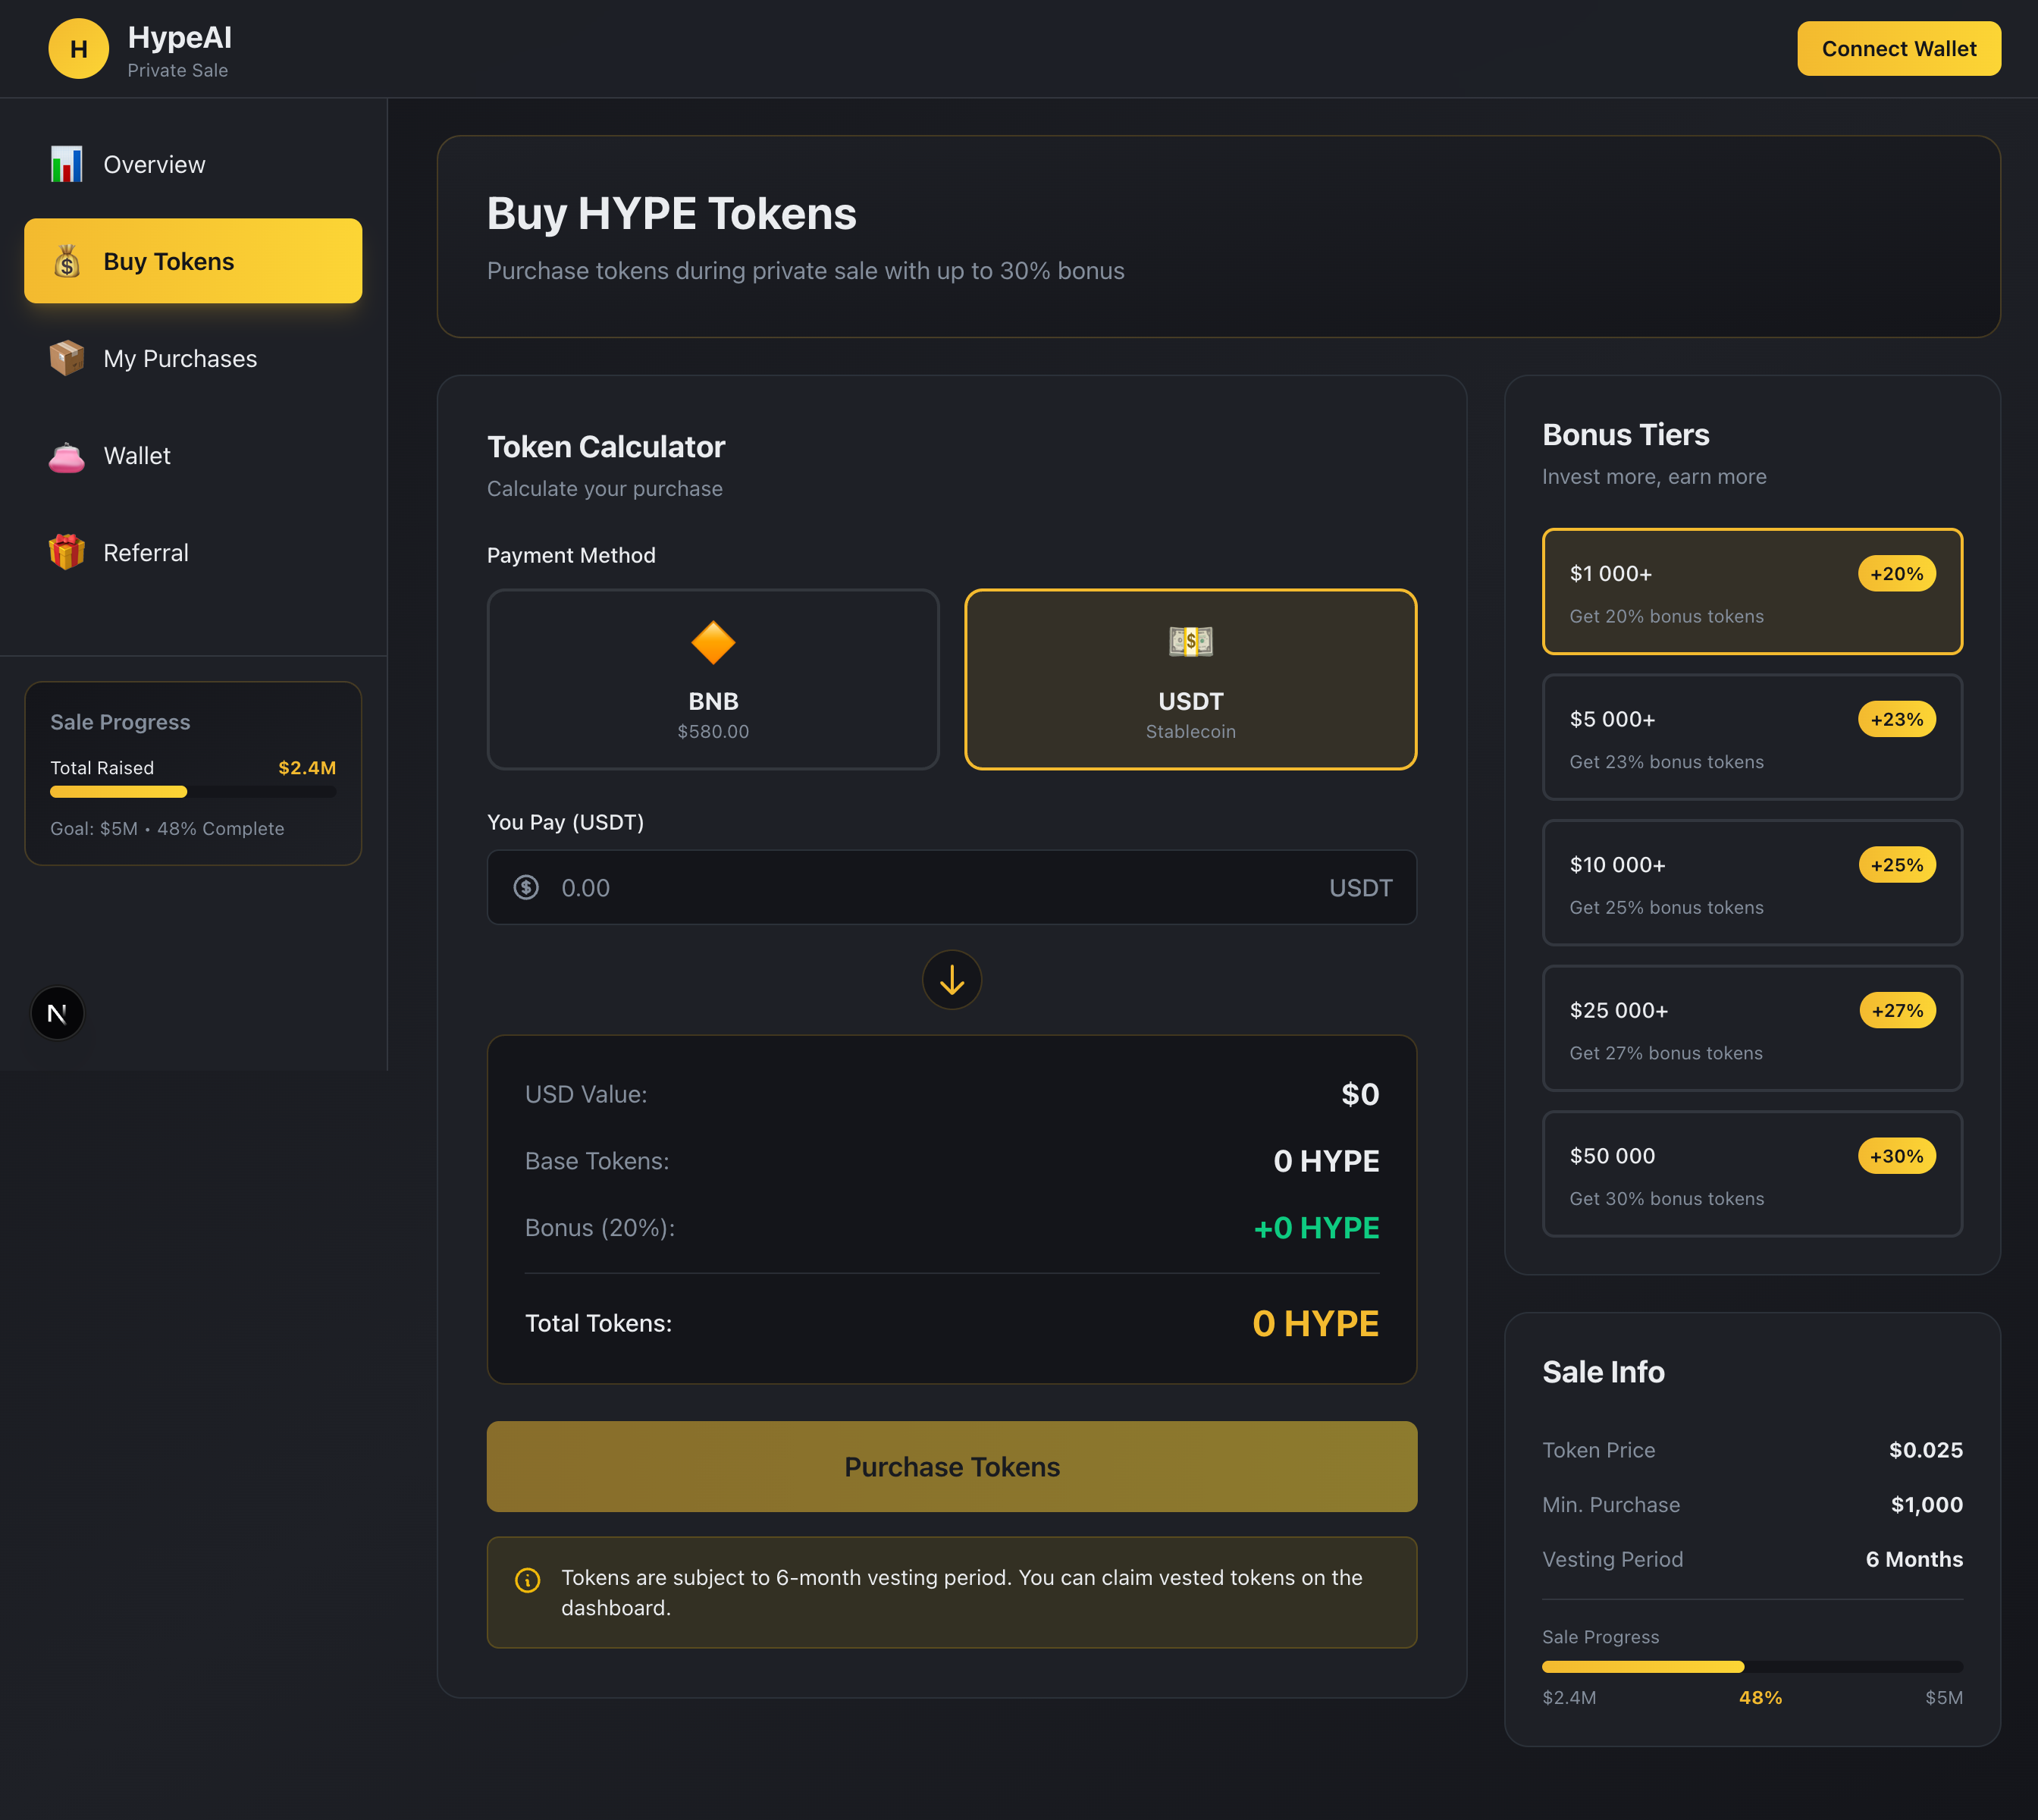 H
HypeAI
Private Sale
Connect Wallet
Overview
Buy Tokens
My Purchases
Wallet
Referral
Sale Progress
Total Raised $2.4M
Goal: $5M • 48% Complete
N
Buy HYPE Tokens
Purchase tokens during private sale with up to 30% bonus
Token Calculator
Calculate your purchase
Payment Method
BNB
$580.00
USDT
Stablecoin
You Pay (USDT)
0.00 USDT
USD Value: $0
Base Tokens: 0 HYPE
Bonus (20%): +0 HYPE
Total Tokens: 0 HYPE
Purchase Tokens
Tokens are subject to 6-month vesting period. You can claim vested tokens on the
dashboard.
Bonus Tiers
Invest more, earn more
$1 000+ +20%
Get 20% bonus tokens
$5 000+ +23%
Get 23% bonus tokens
$10 000+ +25%
Get 25% bonus tokens
$25 000+ +27%
Get 27% bonus tokens
$50 000 +30%
Get 30% bonus tokens
Sale Info
Token Price $0.025
Min. Purchase $1,000
Vesting Period 6 Months
Sale Progress
$2.4M 48% $5M